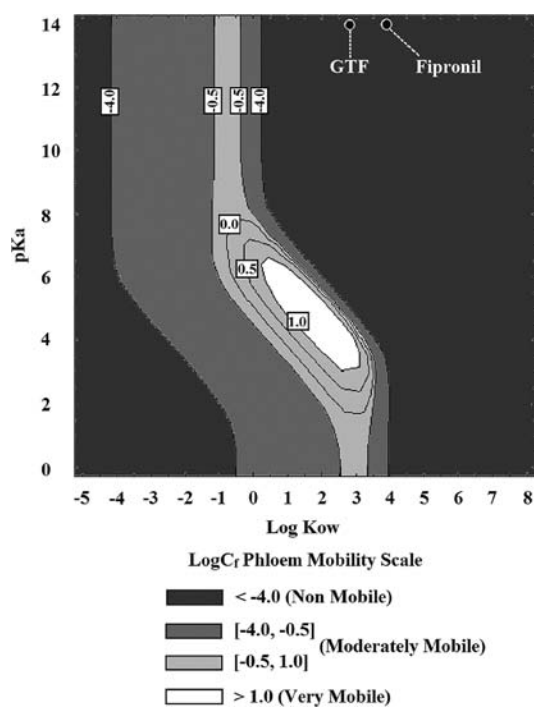 14
12
10
8
6
4
2
0
pKa
GTF
Fipronil
-4.0
-0.5
-0.5
-4.0
0.0
0.5
1.0
-5 -4 -3 -2 -1 0 1 2 3 4 5 6 7 8
Log Kow
LogCf Phloem Mobility Scale
< -4.0 (Non Mobile)
[-4.0, -0.5]
(Moderately Mobile)
[-0.5, 1.0]
> 1.0 (Very Mobile)